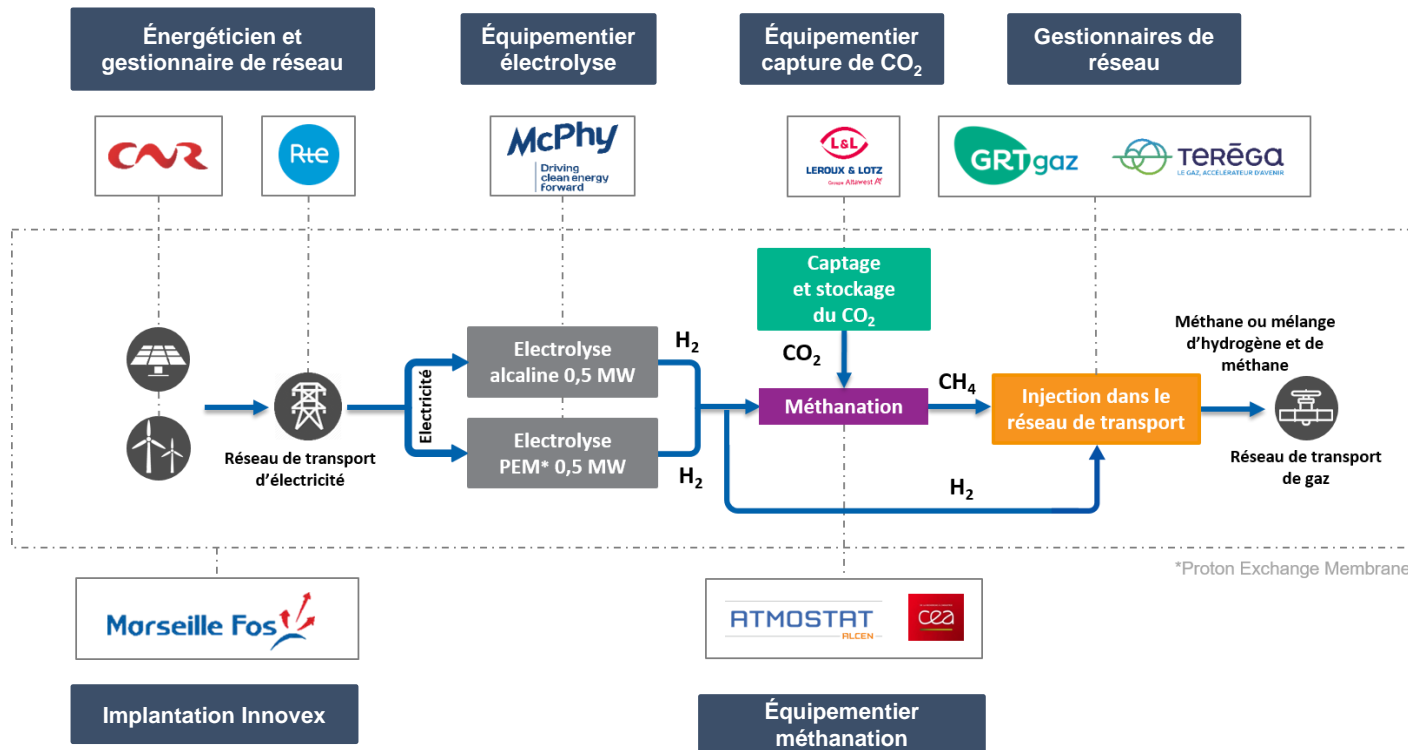 Énergéticien et
gestionnaire de réseau
Équipementier
électrolyse
Équipementier
capture de CO₂
Gestionnaires de
réseau
CNR
Rte
McPhy
Driving
clean energy
forward
L&L
LEROUX & LOTZ
Groupe Altawest
GRTgaz
TERĒGA
LE GAZ, ACCÉLÉRATEUR D'AVENIR
Captage
et stockage
du CO₂
Méthane ou mélange
d'hydrogène et de
méthane
H₂
Electrolyse
alcaline 0,5 MW
CO₂
Electricité
Méthanation
CH₄
Injection dans le
réseau de transport
Electrolyse
PEM* 0,5 MW
H₂
H₂
Réseau de transport
d'électricité
Réseau de transport
de gaz
*Proton Exchange Membrane
Marseille Fos
ATMOSTAT
ALCEN
cea
Implantation Innovex
Équipementier
méthanation